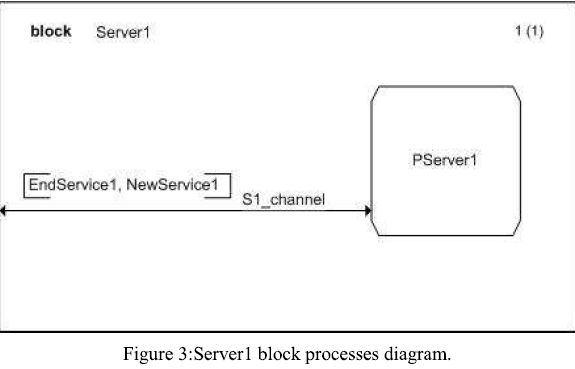 block Server1 1 (1)
PServer1
EndService1, NewService1
S1_channel
Figure 3:Server1 block processes diagram.